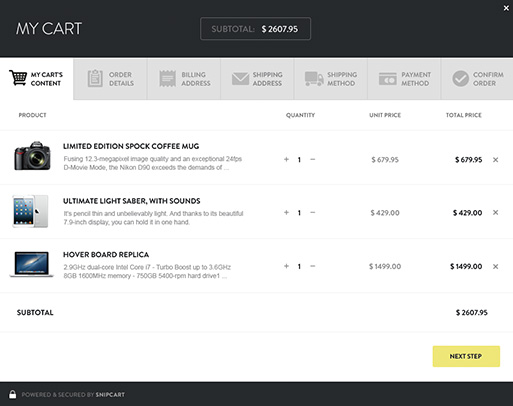 MY CART
SUBTOTAL: $ 2607.95
MY CART'S CONTENT
ORDER DETAILS
BILLING ADDRESS
SHIPPING ADDRESS
SHIPPING METHOD
PAYMENT METHOD
CONFIRM ORDER
PRODUCT QUANTITY UNIT PRICE TOTAL PRICE
LIMITED EDITION SPOCK COFFEE MUG
Fusing 12.3-megapixel image quality and an exceptional 24fps
D-Movie Mode, the Nikon D90 exceeds the demands of ...
+ 1 − $ 679.95 $ 679.95 ×
ULTIMATE LIGHT SABER, WITH SOUNDS
It's pencil thin and unbelievably light. And thanks to its beautiful
7.9-inch display, you can hold it in one hand.
+ 1 − $ 429.00 $ 429.00 ×
HOVER BOARD REPLICA
2.9GHz dual-core Intel Core i7 - Turbo Boost up to 3.6GHz
8GB 1600MHz memory - 750GB 5400-rpm hard drive1 ...
+ 1 − $ 1499.00 $ 1499.00 ×
SUBTOTAL $ 2607.95
NEXT STEP
POWERED & SECURED BY SHIPCART